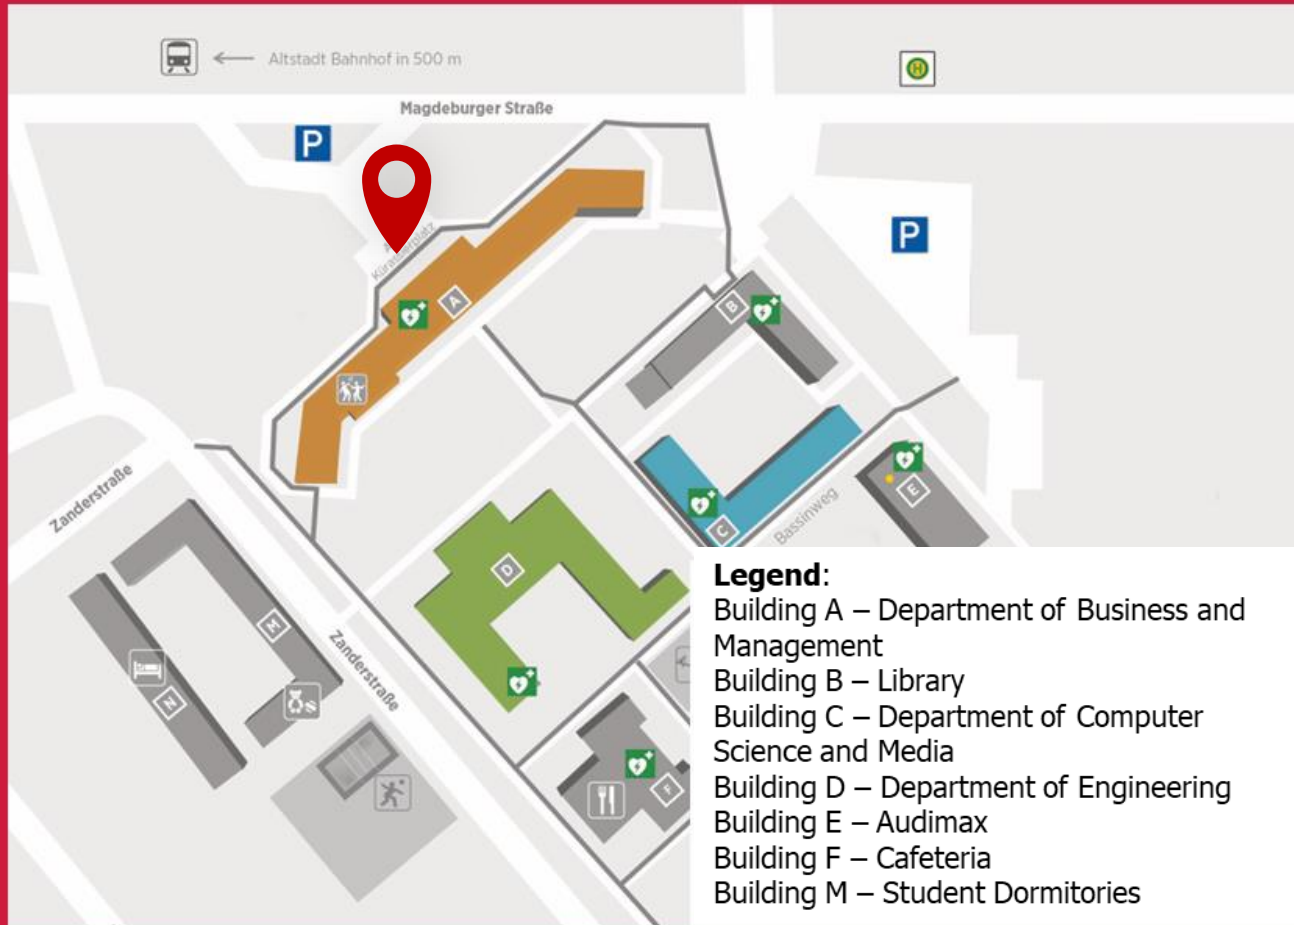 Altstadt Bahnhof in 500 m
H
Magdeburger Straße
P
P
A
B
C
Bassinweg
E
Zanderstraße
D
M
Zanderstraße
N
F
Legend:
Building A – Department of Business and
Management
Building B – Library
Building C – Department of Computer
Science and Media
Building D – Department of Engineering
Building E – Audimax
Building F – Cafeteria
Building M – Student Dormitories